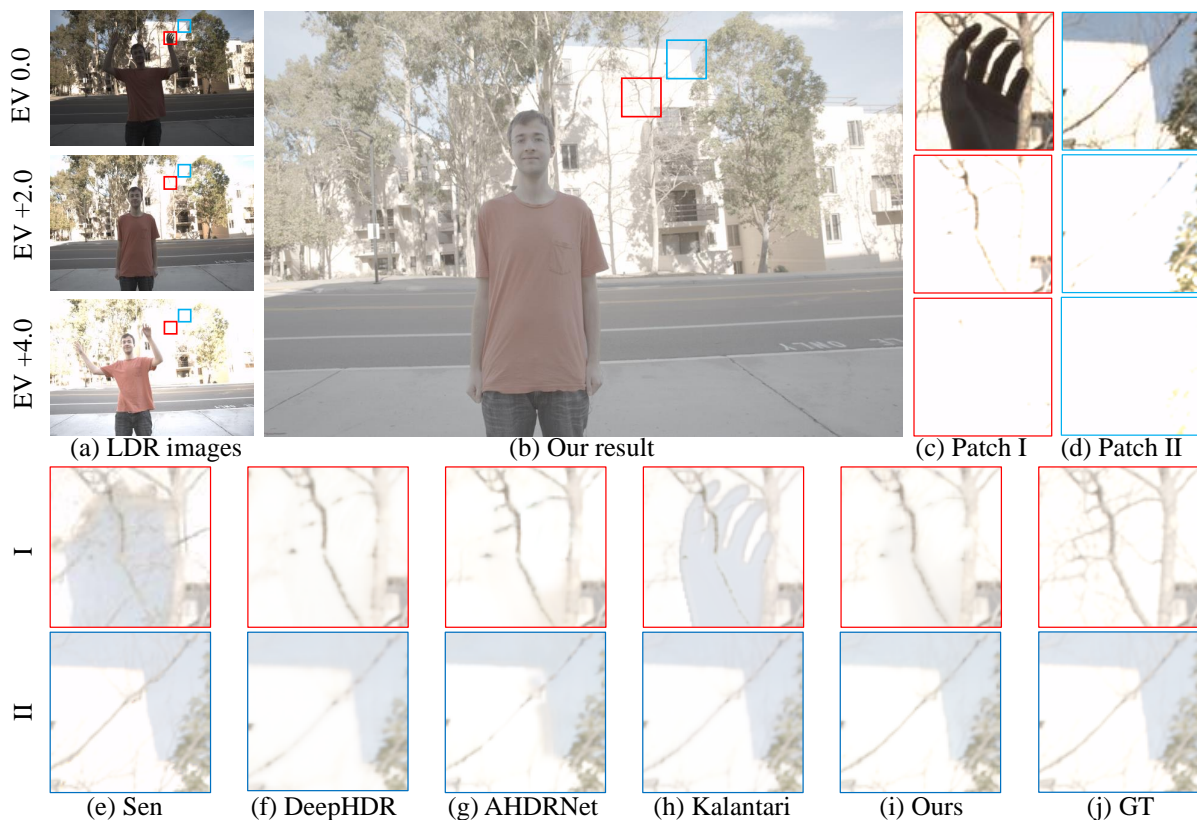 EV 0.0
EV +2.0
EV +4.0
(a) LDR images
(b) Our result
(c) Patch I
(d) Patch II
I
II
(e) Sen
(f) DeepHDR
(g) AHDRNet
(h) Kalantari
(i) Ours
(j) GT
ONLY